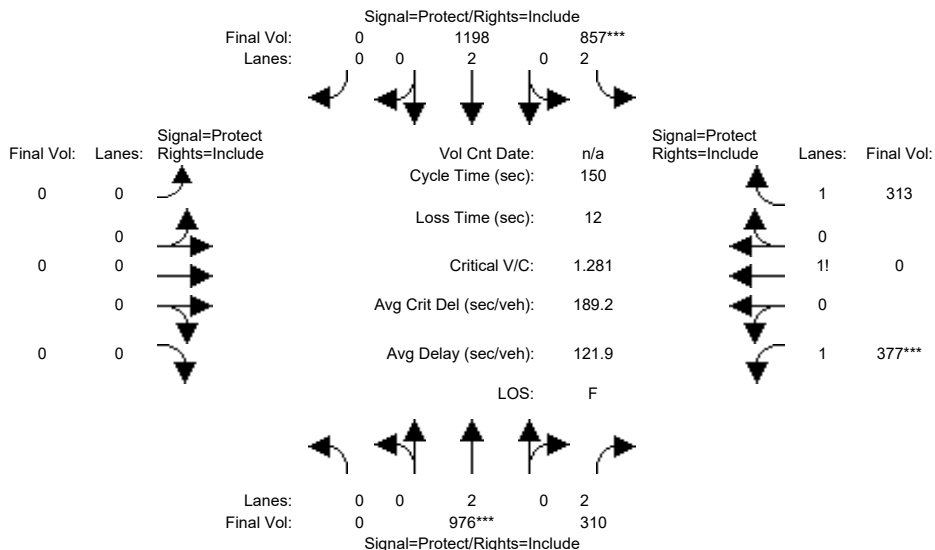 Signal=Protect/Rights=Include
Final Vol: 0 1198 857***
Lanes: 0 0 2 0 2
Signal=Protect Signal=Protect
Final Vol: Lanes: Rights=Include Vol Cnt Date: n/a Rights=Include Lanes: Final Vol:
Cycle Time (sec): 150
0 0 1 313
Loss Time (sec): 12
0 0
0 0 Critical V/C: 1.281 1! 0
0 Avg Crit Del (sec/veh): 189.2 0
0 0 Avg Delay (sec/veh): 121.9 1 377***
LOS: F
Lanes: 0 0 2 0 2
Final Vol: 0 976*** 310
Signal=Protect/Rights=Include